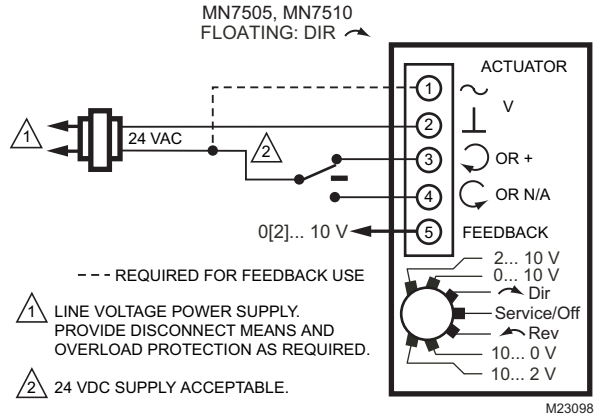 MN7505, MN7510
FLOATING: DIR
ACTUATOR
1
2
3
4
5
V
OR +
OR N/A
FEEDBACK
1
24 VAC
2
0[2]... 10 V
2... 10 V
0... 10 V
Dir
Service/Off
Rev
10... 0 V
10... 2 V
REQUIRED FOR FEEDBACK USE
1 LINE VOLTAGE POWER SUPPLY.
PROVIDE DISCONNECT MEANS AND
OVERLOAD PROTECTION AS REQUIRED.
2 24 VDC SUPPLY ACCEPTABLE.
M23098